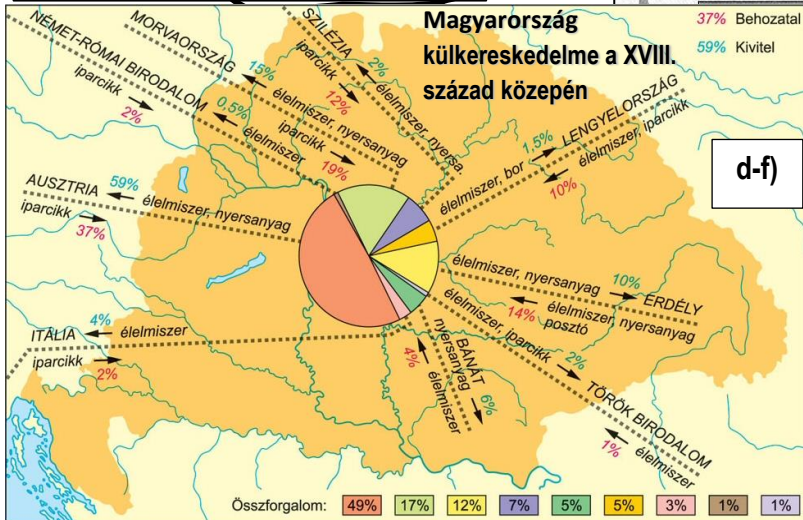 Magyarország
külkereskedelme a XVIII.
század közepén
37% Behozatal
59% Kivitel
d-f)
NÉMET-RÓMAI BIRODALOM
iparcikk
2%
0.5%
élelmiszer
MORVAORSZÁG
15%
élelmiszer, nyersanyag
iparcikk
19%
SZILÉZIA
2%
élelmiszer, nyersa.
iparcikk
12%
LENGYELORSZÁG
1,5%
élelmiszer, bor
élelmiszer, iparcikk
10%
AUSZTRIA
59%
élelmiszer, nyersanyag
iparcikk
37%
ITÁLIA
4%
élelmiszer
iparcikk
2%
élelmiszer, nyersanyag
10%
ERDÉLY
14%
élelmiszer, nyersanyag
posztó
BÁNÁT
nyersanyag
6%
4%
élelmiszer
élelmiszer, iparcikk
2%
TÖRÖK BIRODALOM
1%
élelmiszer
Összforgalom: 49% 17% 12% 7% 5% 5% 3% 1% 1%